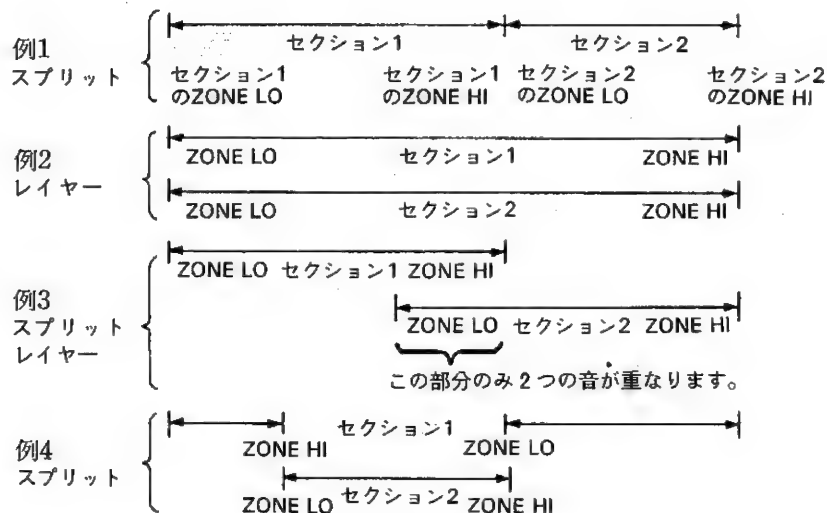 セクション1 セクション2
例1
スプリット
セクション1 セクション1 セクション2 セクション2
のZONE LO のZONE HI のZONE LO のZONE HI
例2
レイヤー
ZONE LO セクション1 ZONE HI
ZONE LO セクション2 ZONE HI
例3
スプリット
レイヤー
ZONE LO セクション1 ZONE HI
ZONE LO セクション2 ZONE HI
この部分のみ2つの音が重なります。
例4
スプリット
セクション1
ZONE HI ZONE LO
ZONE LO セクション2 ZONE HI